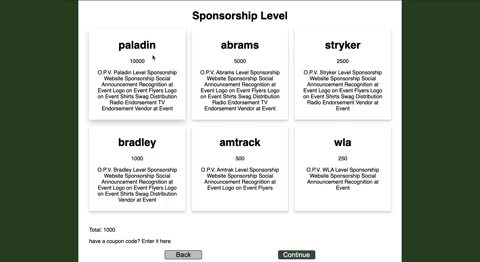 Sponsorship Level
paladin
10000
O.P.V. Paladin Level Sponsorship
Website Sponsorship Social
Announcement Recognition at
Event Logo on Event Flyers Logo
on Event Shirts Swag Distribution
Radio Endorsement TV
Endorsement Vendor at Event
abrams
5000
O.P.V. Abrams Level Sponsorship
Website Sponsorship Social
Announcement Recognition at
Event Logo on Event Flyers Logo
on Event Shirts Swag Distribution
Radio Endorsement TV
Endorsement Vendor at Event
stryker
2500
O.P.V. Stryker Level Sponsorship
Website Sponsorship Social
Announcement Recognition at
Event Logo on Event Flyers Logo
on Event Shirts Swag Distribution
Radio Endorsement Vendor at
Event
bradley
1000
O.P.V. Bradley Level Sponsorship
Website Sponsorship Social
Announcement Recognition at
Event Logo on Event Flyers Logo
on Event Shirts Swag Distribution
Vendor at Event
amtrack
500
O.P.V. Amtrak Level Sponsorship
Website Sponsorship Social
Announcement Recognition at
Event Logo on Event Flyers
wla
250
O.P.V. WLA Level Sponsorship
Website Sponsorship Social
Announcement Recognition at
Event
Total: 1000
have a coupon code? Enter it here
Back
Continue